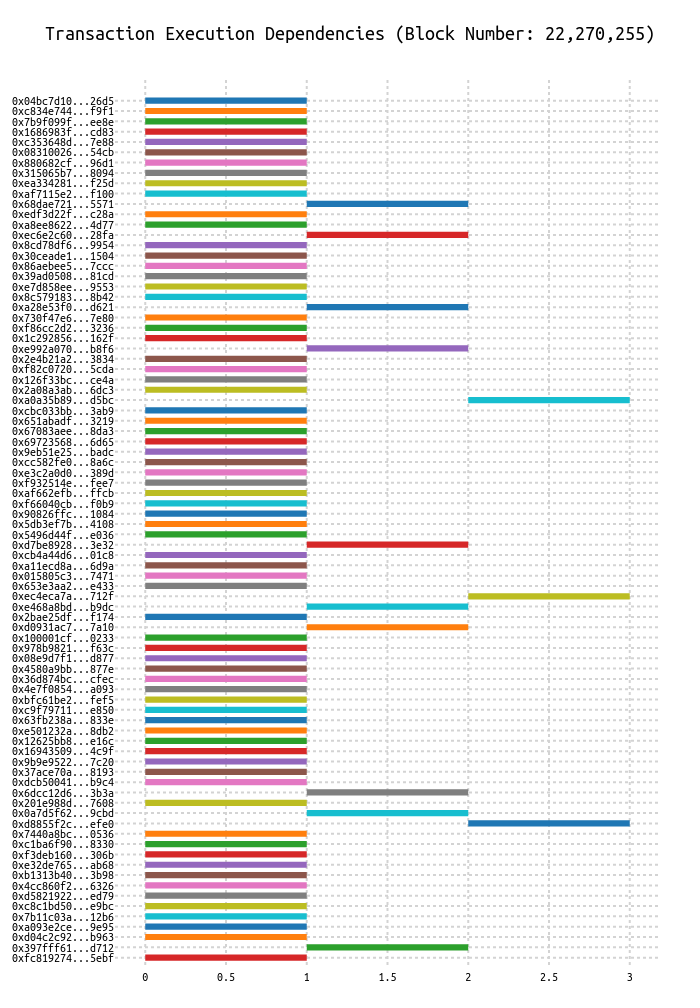 Transaction Execution Dependencies (Block Number: 22,270,255)
0x04bc7d10...26d5
0xc834e744...f9f1
0x7b9f099f...ee8e
0x1686983f...cd83
0xc353648d...7e88
0x08310026...54cb
0x880682cf...96d1
0x315065b7...8094
0xea334281...f25d
0xaf7115e2...f100
0x68dae721...5571
0xedf3d22f...c28a
0xa8ee8622...4d77
0xec6e2c60...28fa
0x8cd78df6...9954
0x30ceade1...1504
0x86aebee5...7ccc
0x39ad0508...81cd
0xe7d858ee...9553
0x8c579183...8b42
0xa28e53f0...d621
0x730f47e6...7e80
0xf86cc2d2...3236
0x1c292856...162f
0xe992a070...b8f6
0x2e4b21a2...3834
0xf82c0720...5cda
0x126f33bc...ce4a
0x2a08a3ab...6dc3
0xa0a35b89...d5bc
0xcbc033bb...3ab9
0x651abadf...3219
0x67083aee...8da3
0x69723568...6d65
0x9eb51e25...badc
0xcc582fe0...8a6c
0xe3c2a0d0...389d
0xf932514e...fee7
0xaf662efb...ffcb
0xf66040cb...f0b9
0x90826ffc...1084
0x5db3ef7b...4108
0x5496d44f...e036
0xd7be8928...3e32
0xcb4a44d6...01c8
0xa11ecd8a...6d9a
0x015805c3...7471
0x653e3aa2...e433
0xec4eca7a...712f
0xe468a8bd...b9dc
0x2bae25df...f174
0xd0931ac7...7a10
0x100001cf...0233
0x978b9821...f63c
0x08e9d7f1...d877
0x4580a9bb...877e
0x36d874bc...cfec
0x4e7f0854...a093
0xbfc61be2...fef5
0xc9f79711...e850
0x63fb238a...833e
0xe501232a...8db2
0x12625bb8...e16c
0x16943509...4c9f
0x9b9e9522...7c20
0x37ace70a...8193
0xdcb50041...b9c4
0x6dcc12d6...3b3a
0x201e988d...7608
0x0a7d5f62...9cbd
0xd8855f2c...efe0
0x7440a8bc...0536
0xc1ba6f90...8330
0xf3deb160...306b
0xe32de765...ab68
0xb1313b40...3b98
0x4cc860f2...6326
0xd5821922...ed79
0xc8c1bd50...e9bc
0x7b11c03a...12b6
0xa093e2ce...9e95
0xd04c2c92...b963
0x397fff61...d712
0xfc819274...5ebf
0 0.5 1 1.5 2 2.5 3